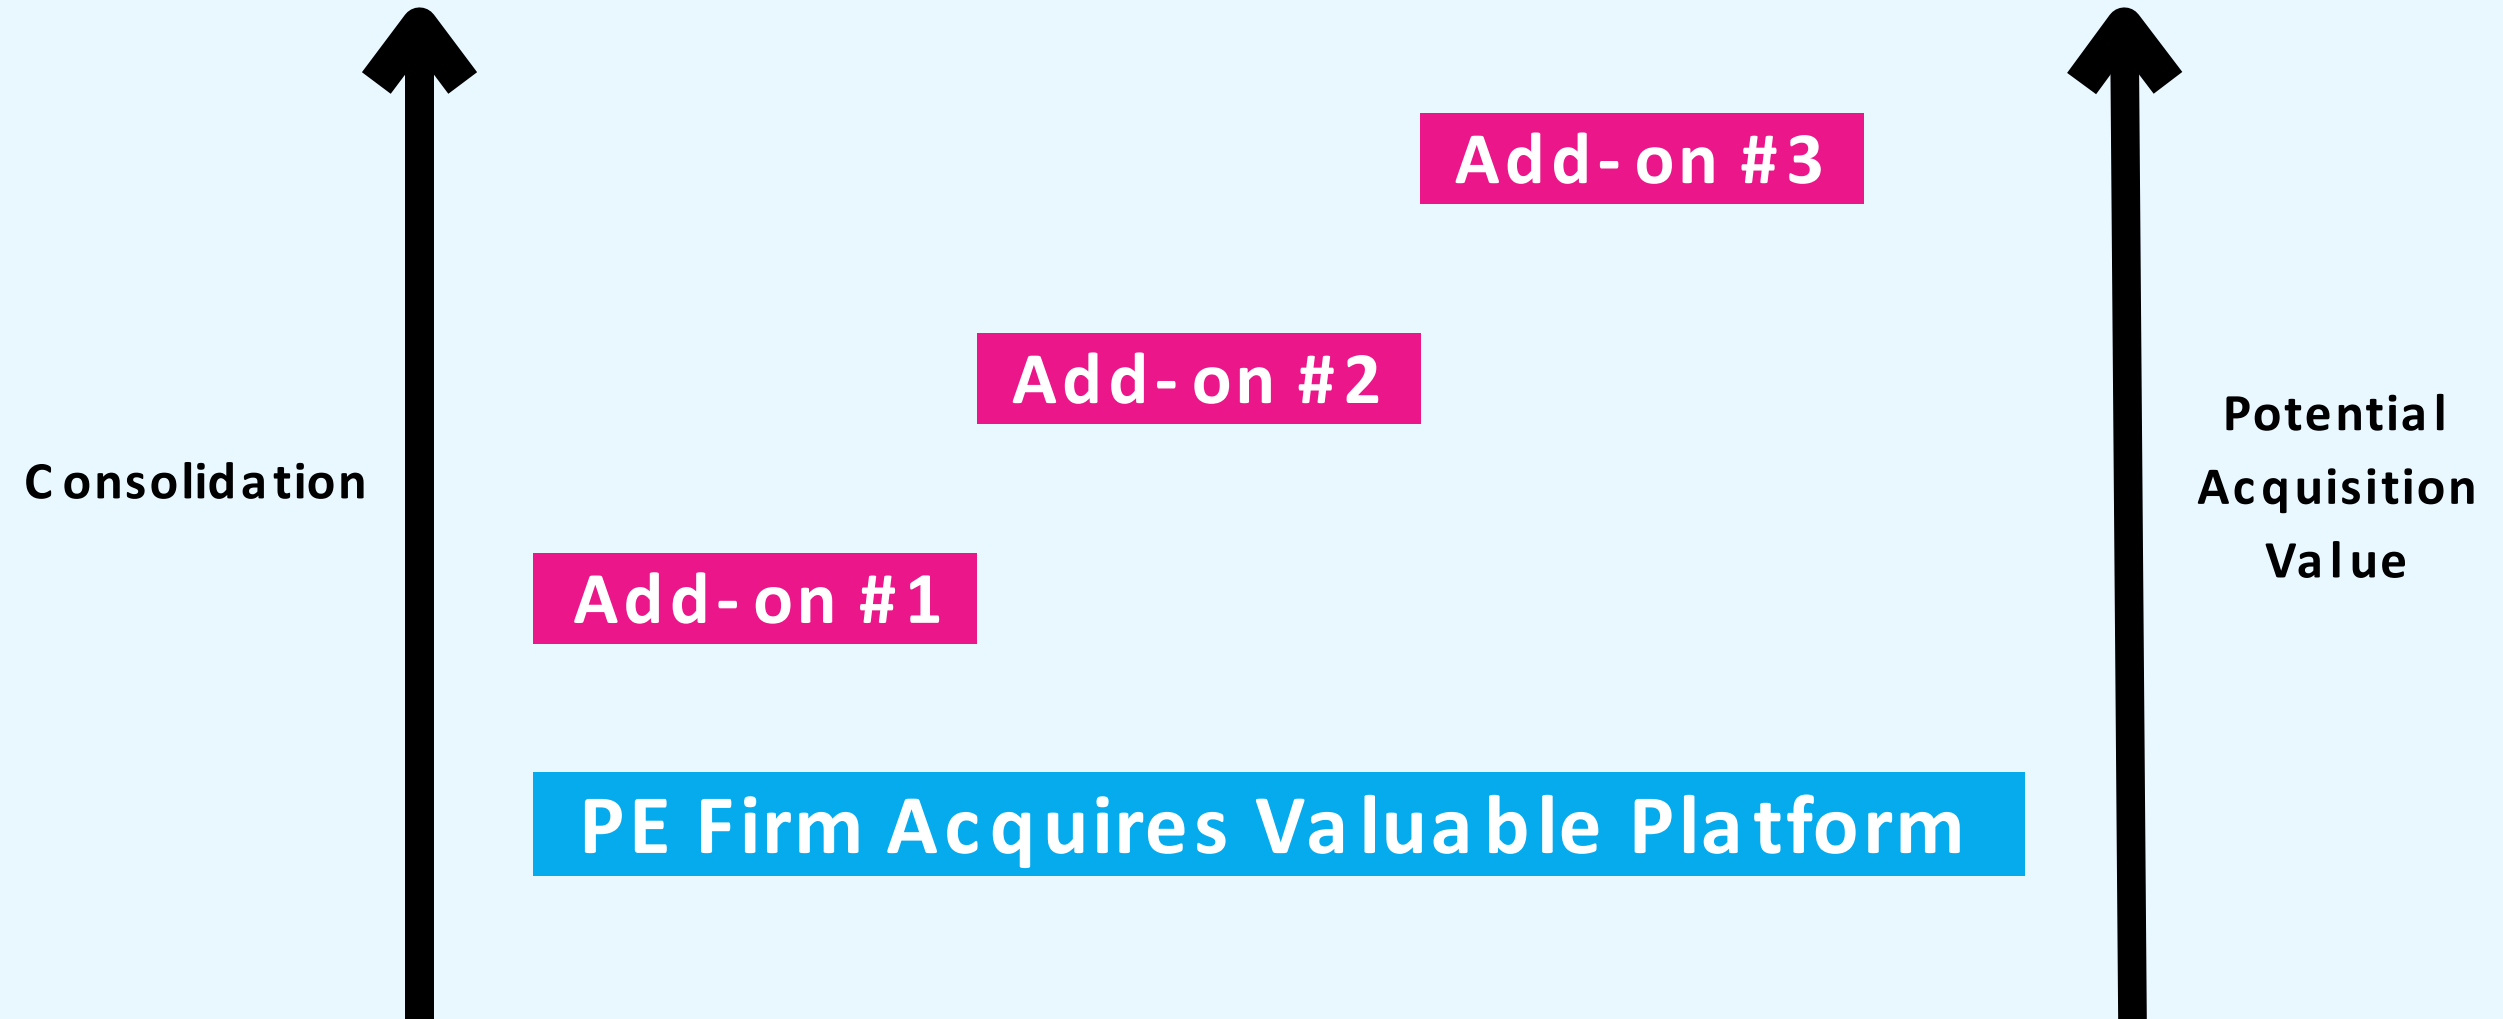 Add-on #3
Add-on #2
Consolidation
Potential
Acquisition
Value
Add-on #1
PE Firm Acquires Valuable Platform